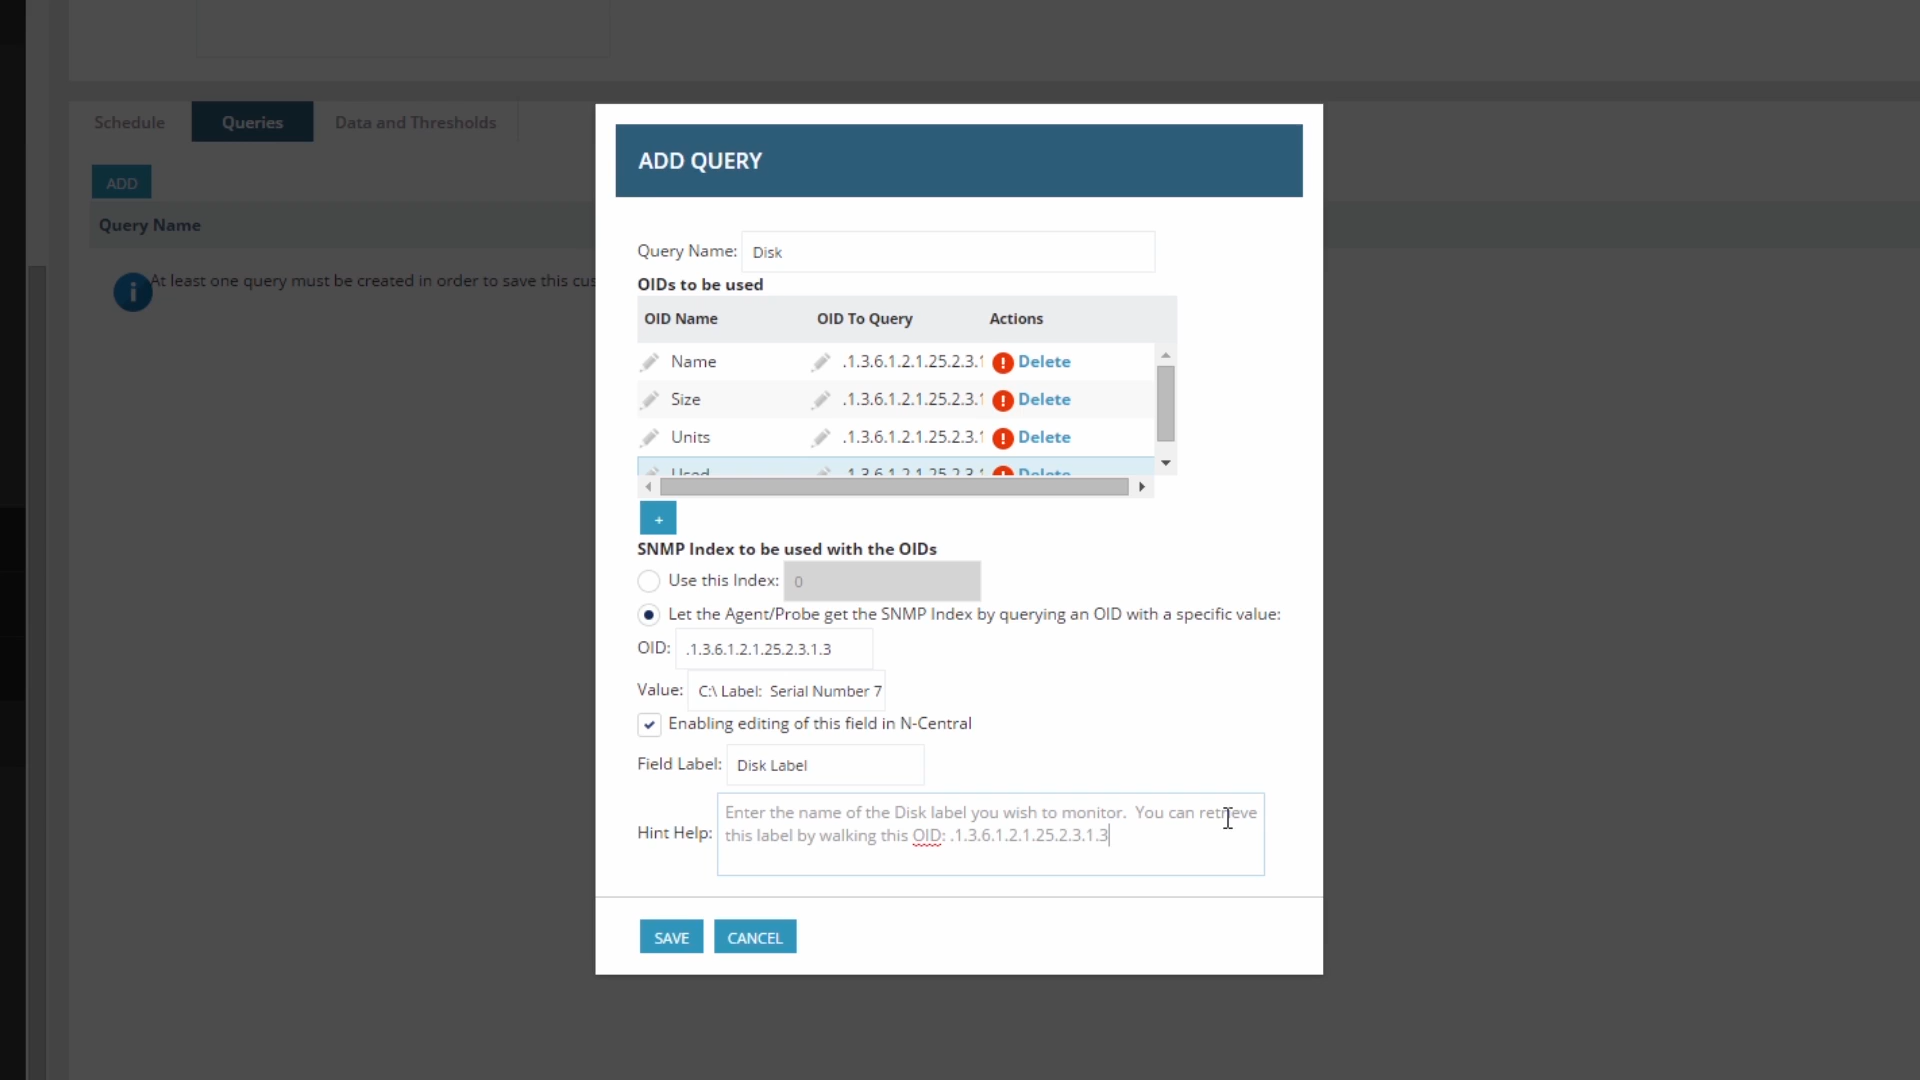 Schedule
Queries
Data and Thresholds
ADD
Query Name
At least one query must be created in order to save this cus
ADD QUERY
Query Name: Disk
OIDs to be used
OID Name OID To Query Actions
Name .1.3.6.1.2.1.25.2.3.1 Delete
Size .1.3.6.1.2.1.25.2.3.1 Delete
Units .1.3.6.1.2.1.25.2.3.1 Delete
Used .1.3.6.1.2.1.25.2.3.1 Delete
+
SNMP Index to be used with the OIDs
Use this Index: 0
Let the Agent/Probe get the SNMP Index by querying an OID with a specific value:
OID: .1.3.6.1.2.1.25.2.3.1.3
Value: C:\ Label:  Serial Number 7
Enabling editing of this field in N-Central
Field Label: Disk Label
Hint Help: Enter the name of the Disk label you wish to monitor.  You can retrieve
this label by walking this OID: .1.3.6.1.2.1.25.2.3.1.3
SAVE
CANCEL